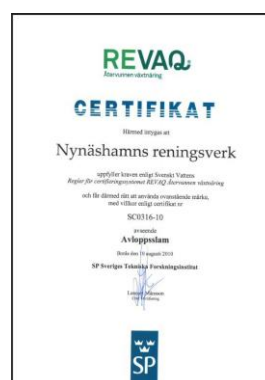 REVAQ
Återvunnen växtnäring
CERTIFIKAT
Härmed intygas att
Nynäshamns reningsverk
uppfyller kraven enligt Svenskt Vattens
Regler för certifieringssystemet REVAQ Återvunnen växtnäring
och får därmed rätt att använda ovanstående märke,
med villkor enligt certifikat nr
SC0316-10
avseende
Avloppsslam
Borås den 10 augusti 2010
SP Sveriges Tekniska Forskningsinstitut
SP